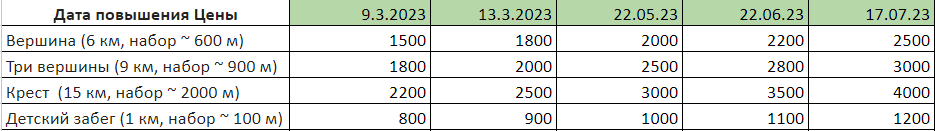 Дата повышения Цены 9.3.2023 13.3.2023 22.05.23 22.06.23 17.07.23
Вершина (6 км, набор ~ 600 м) 1500 1800 2000 2200 2500
Три вершины (9 км, набор ~ 900 м) 1800 2000 2500 2800 3000
Крест (15 км, набор ~ 2000 м) 2200 2500 3000 3500 4000
Детский забег (1 км, набор ~ 100 м) 800 900 1000 1100 1200